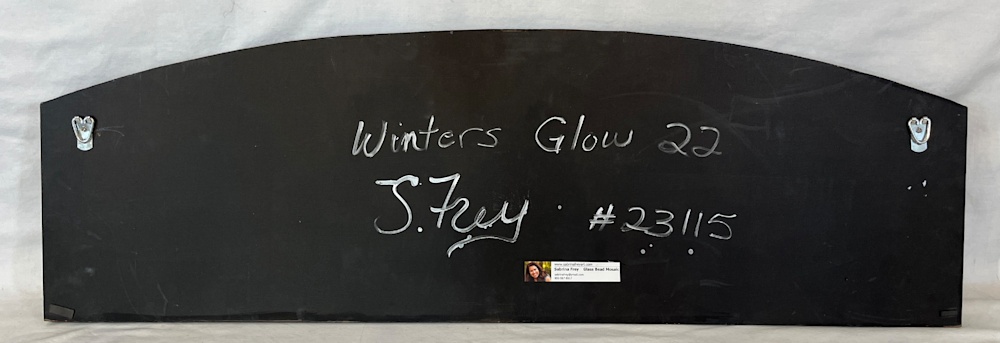 Winters Glow 22
S. Frey #23115
Sabrina Frey Glass Bead Mosaic